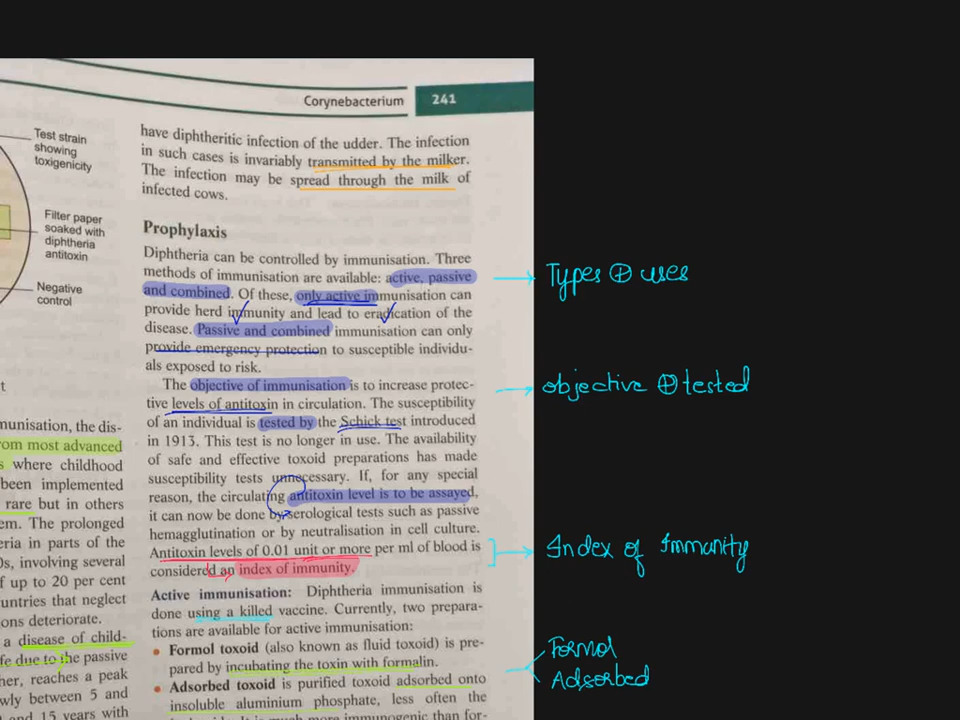 Corynebacterium 241
Test strain
showing
toxigenicity
Filter paper
soaked with
diphtheria
antitoxin
Negative
control
t
munisation, the dis-
rom most advanced
s where childhood
been implemented
rare but in others
em. The prolonged
eria in parts of the
0s, involving several
f up to 20 per cent
untries that neglect
ions deteriorate.
a disease of child-
fe due to the passive
her, reaches a peak
wly between 5 and
15 years with
have diphtheritic infection of the udder. The infection
in such cases is invariably transmitted by the milker.
The infection may be spread through the milk of
infected cows.
Prophylaxis
Diphtheria can be controlled by immunisation. Three
methods of immunisation are available: active, passive
and combined. Of these, only active immunisation can
provide herd immunity and lead to eradication of the
disease. Passive and combined immunisation can only
provide emergency protection to susceptible individu-
als exposed to risk.
The objective of immunisation is to increase protec-
tive levels of antitoxin in circulation. The susceptibility
of an individual is tested by the Schick test introduced
in 1913. This test is no longer in use. The availability
of safe and effective toxoid preparations has made
susceptibility tests unnecessary. If, for any special
reason, the circulating antitoxin level is to be assayed,
it can now be done by serological tests such as passive
hemagglutination or by neutralisation in cell culture.
Antitoxin levels of 0.01 unit or more per ml of blood is
considered an index of immunity.
Active immunisation: Diphtheria immunisation is
done using a killed vaccine. Currently, two prepara-
tions are available for active immunisation:
• Formol toxoid (also known as fluid toxoid) is pre-
pared by incubating the toxin with formalin.
• Adsorbed toxoid is purified toxoid adsorbed onto
insoluble aluminium phosphate, less often the
Types ⊕ uses
objective ⊕ tested
Index of Immunity
Formol
Adsorbed